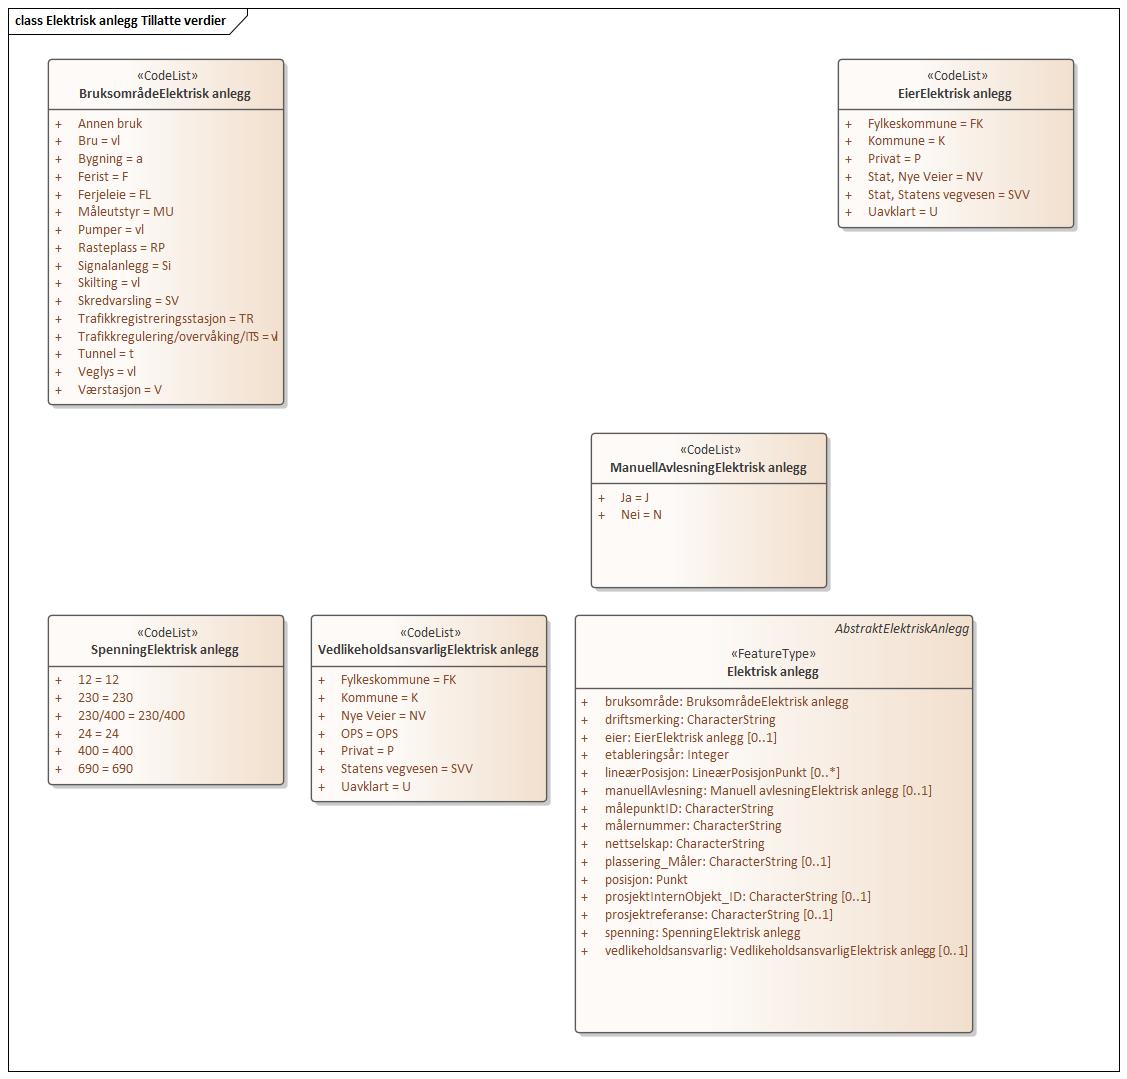 class Elektrisk anlegg Tillatte verdier
«CodeList»
BruksområdeElektrisk anlegg
+ Annen bruk
+ Bru = vl
+ Bygning = a
+ Ferist = F
+ Ferjeleie = FL
+ Måleutstyr = MU
+ Pumper = vl
+ Rasteplass = RP
+ Signalanlegg = Si
+ Skilting = vl
+ Skredvarsling = SV
+ Trafikkregistreringsstasjon = TR
+ Trafikkregulering/overvåking/ITS = vl
+ Tunnel = t
+ Veglys = vl
+ Værstasjon = V
«CodeList»
EierElektrisk anlegg
+ Fylkeskommune = FK
+ Kommune = K
+ Privat = P
+ Stat, Nye Veier = NV
+ Stat, Statens vegvesen = SVV
+ Uavklart = U
«CodeList»
ManuellAvlesningElektrisk anlegg
+ Ja = J
+ Nei = N
«CodeList»
SpenningElektrisk anlegg
+ 12 = 12
+ 230 = 230
+ 230/400 = 230/400
+ 24 = 24
+ 400 = 400
+ 690 = 690
«CodeList»
VedlikeholdsansvarligElektrisk anlegg
+ Fylkeskommune = FK
+ Kommune = K
+ Nye Veier = NV
+ OPS = OPS
+ Privat = P
+ Statens vegvesen = SVV
+ Uavklart = U
AbstraktElektriskAnlegg
«FeatureType»
Elektrisk anlegg
+ bruksområde: BruksområdeElektrisk anlegg
+ driftsmerking: CharacterString
+ eier: EierElektrisk anlegg [0..1]
+ etableringsår: Integer
+ lineærPosisjon: LineærPosisjonPunkt [0..*]
+ manuellAvlesning: Manuell avlesningElektrisk anlegg [0..1]
+ målepunktID: CharacterString
+ målernummer: CharacterString
+ nettselskap: CharacterString
+ plassering_Måler: CharacterString [0..1]
+ posisjon: Punkt
+ prosjektInternObjekt_ID: CharacterString [0..1]
+ prosjektreferanse: CharacterString [0..1]
+ spenning: SpenningElektrisk anlegg
+ vedlikeholdsansvarlig: VedlikeholdsansvarligElektrisk anlegg [0..1]